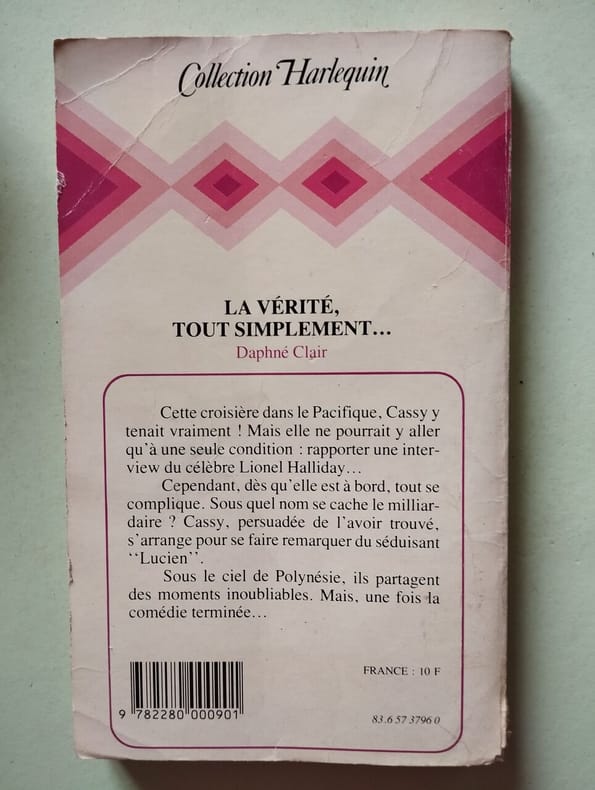 Collection Harlequin
LA VÉRITÉ,
TOUT SIMPLEMENT...
Daphné Clair
Cette croisière dans le Pacifique, Cassy y
tenait vraiment ! Mais elle ne pourrait y aller
qu'à une seule condition : rapporter une inter-
view du célèbre Lionel Halliday...
Cependant, dès qu'elle est à bord, tout se
complique. Sous quel nom se cache le milliar-
daire ? Cassy, persuadée de l'avoir trouvé,
s'arrange pour se faire remarquer du séduisant
‘‘Lucien’’.
Sous le ciel de Polynésie, ils partagent
des moments inoubliables. Mais, une fois la
comédie terminée...
FRANCE : 10 F
9 782280 000901
83.6 57 3796 0